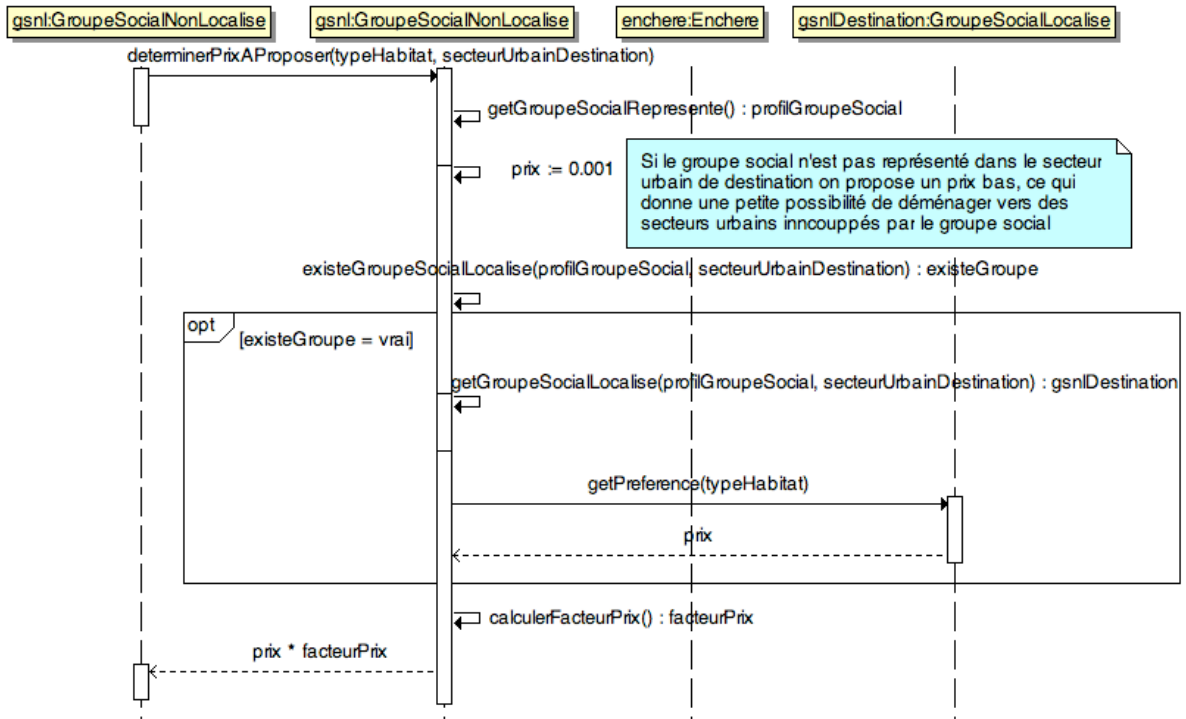 gsnl:GroupeSocialNonLocalise
gsnl:GroupeSocialNonLocalise
enchere:Enchere
gsnlDestination:GroupeSocialLocalise
determinerPrixAProposer(typeHabitat, secteurUrbainDestination)
getGroupeSocialRepresente() : profilGroupeSocial
prix := 0.001
Si le groupe social n'est pas représenté dans le secteur
urbain de destination on propose un prix bas, ce qui
donne une petite possibilité de déménager vers des
secteurs urbains inncouppés par le groupe social
existeGroupeSocialLocalise(profilGroupeSocial, secteurUrbainDestination) : existeGroupe
opt
[existeGroupe = vrai]
getGroupeSocialLocalise(profilGroupeSocial, secteurUrbainDestination) : gsnlDestination
getPreference(typeHabitat)
prix
calculerFacteurPrix() : facteurPrix
prix * facteurPrix